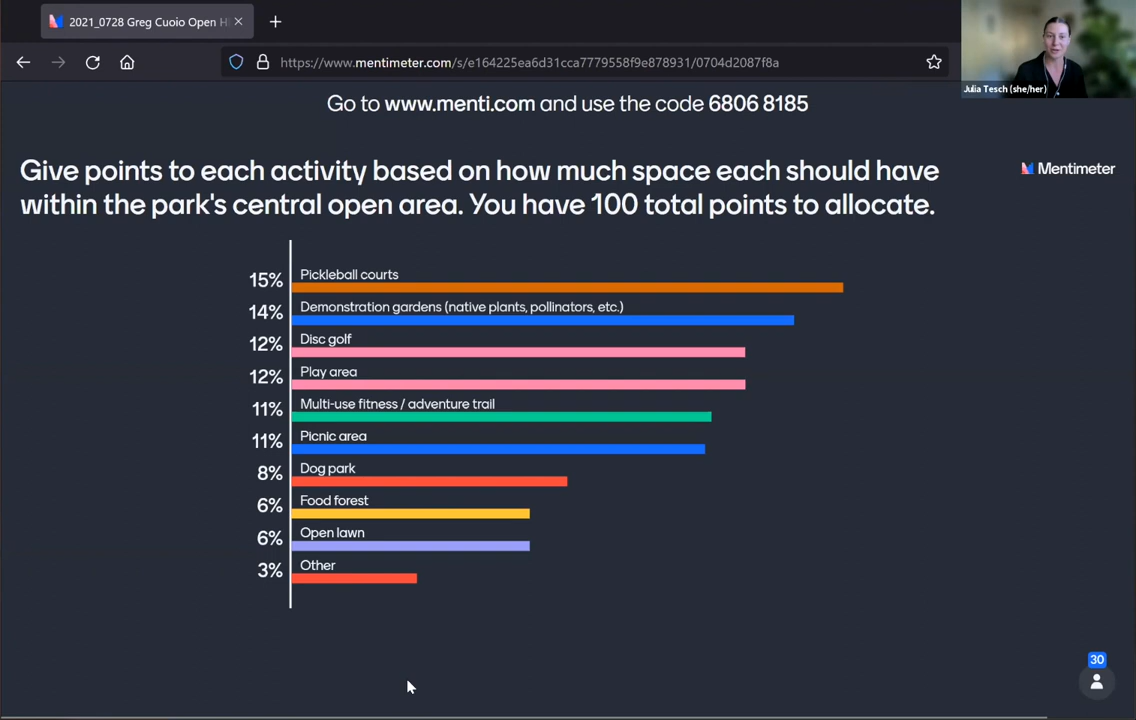 2021_0728 Greg Cuoio Open H
https://www.mentimeter.com/s/e164225ea6d31cca7779558f9e878931/0704d2087f8a
Julia Tesch (she/her)
Go to www.menti.com and use the code 6806 8185
Give points to each activity based on how much space each should have
within the park's central open area. You have 100 total points to allocate.
Mentimeter
15% Pickleball courts
14% Demonstration gardens (native plants, pollinators, etc.)
12% Disc golf
12% Play area
11% Multi-use fitness / adventure trail
11% Picnic area
8% Dog park
6% Food forest
6% Open lawn
3% Other
30